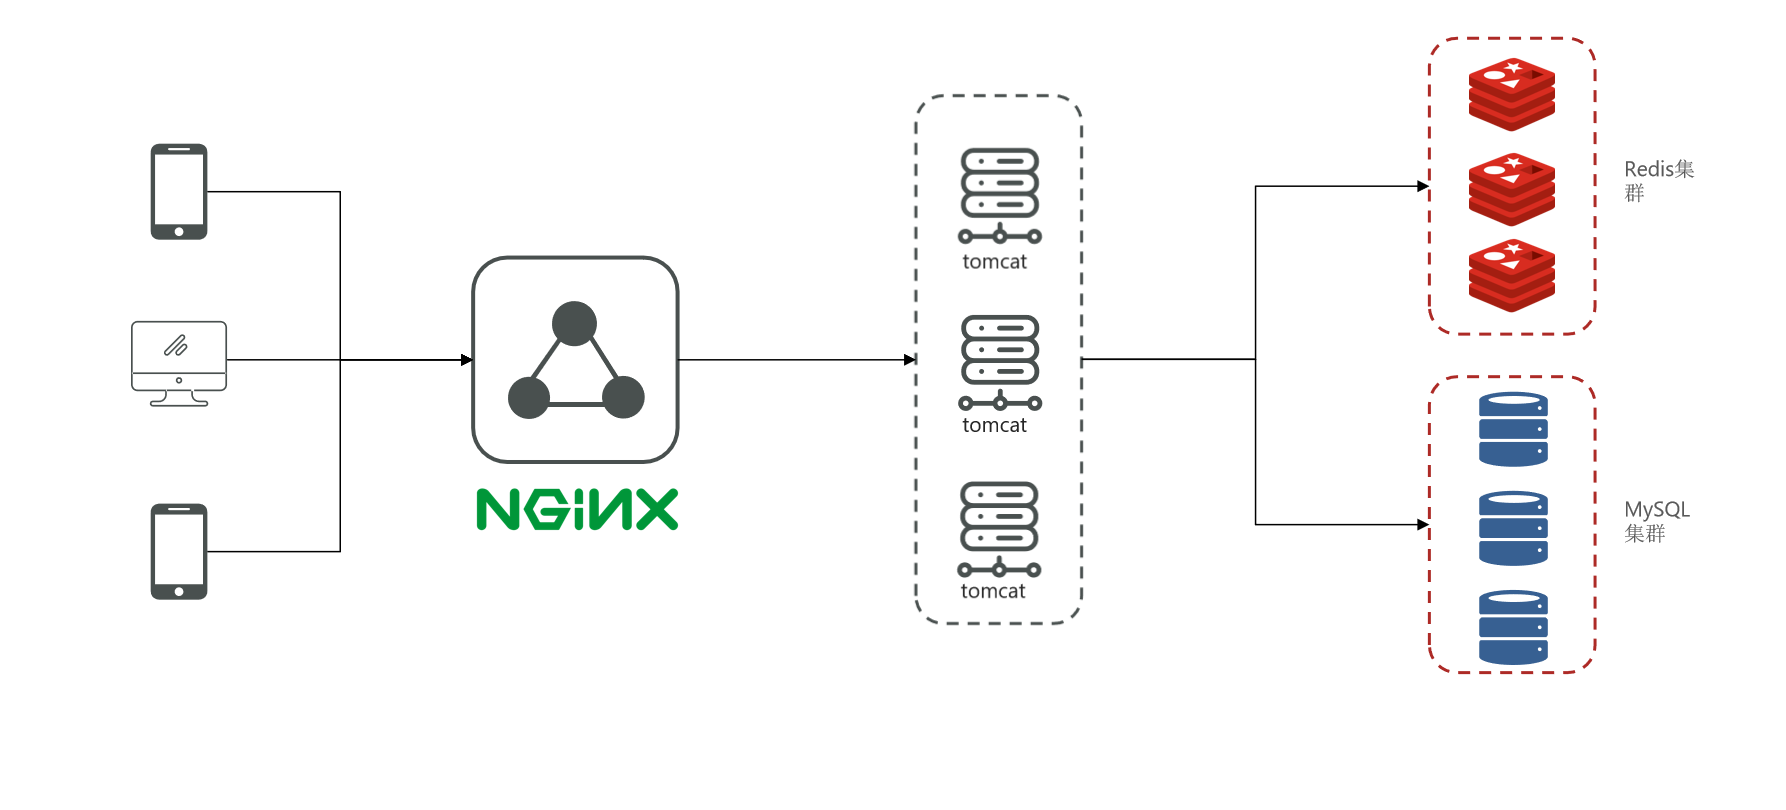 NGINX
tomcat
tomcat
tomcat
Redis集
群
MySQL
集群